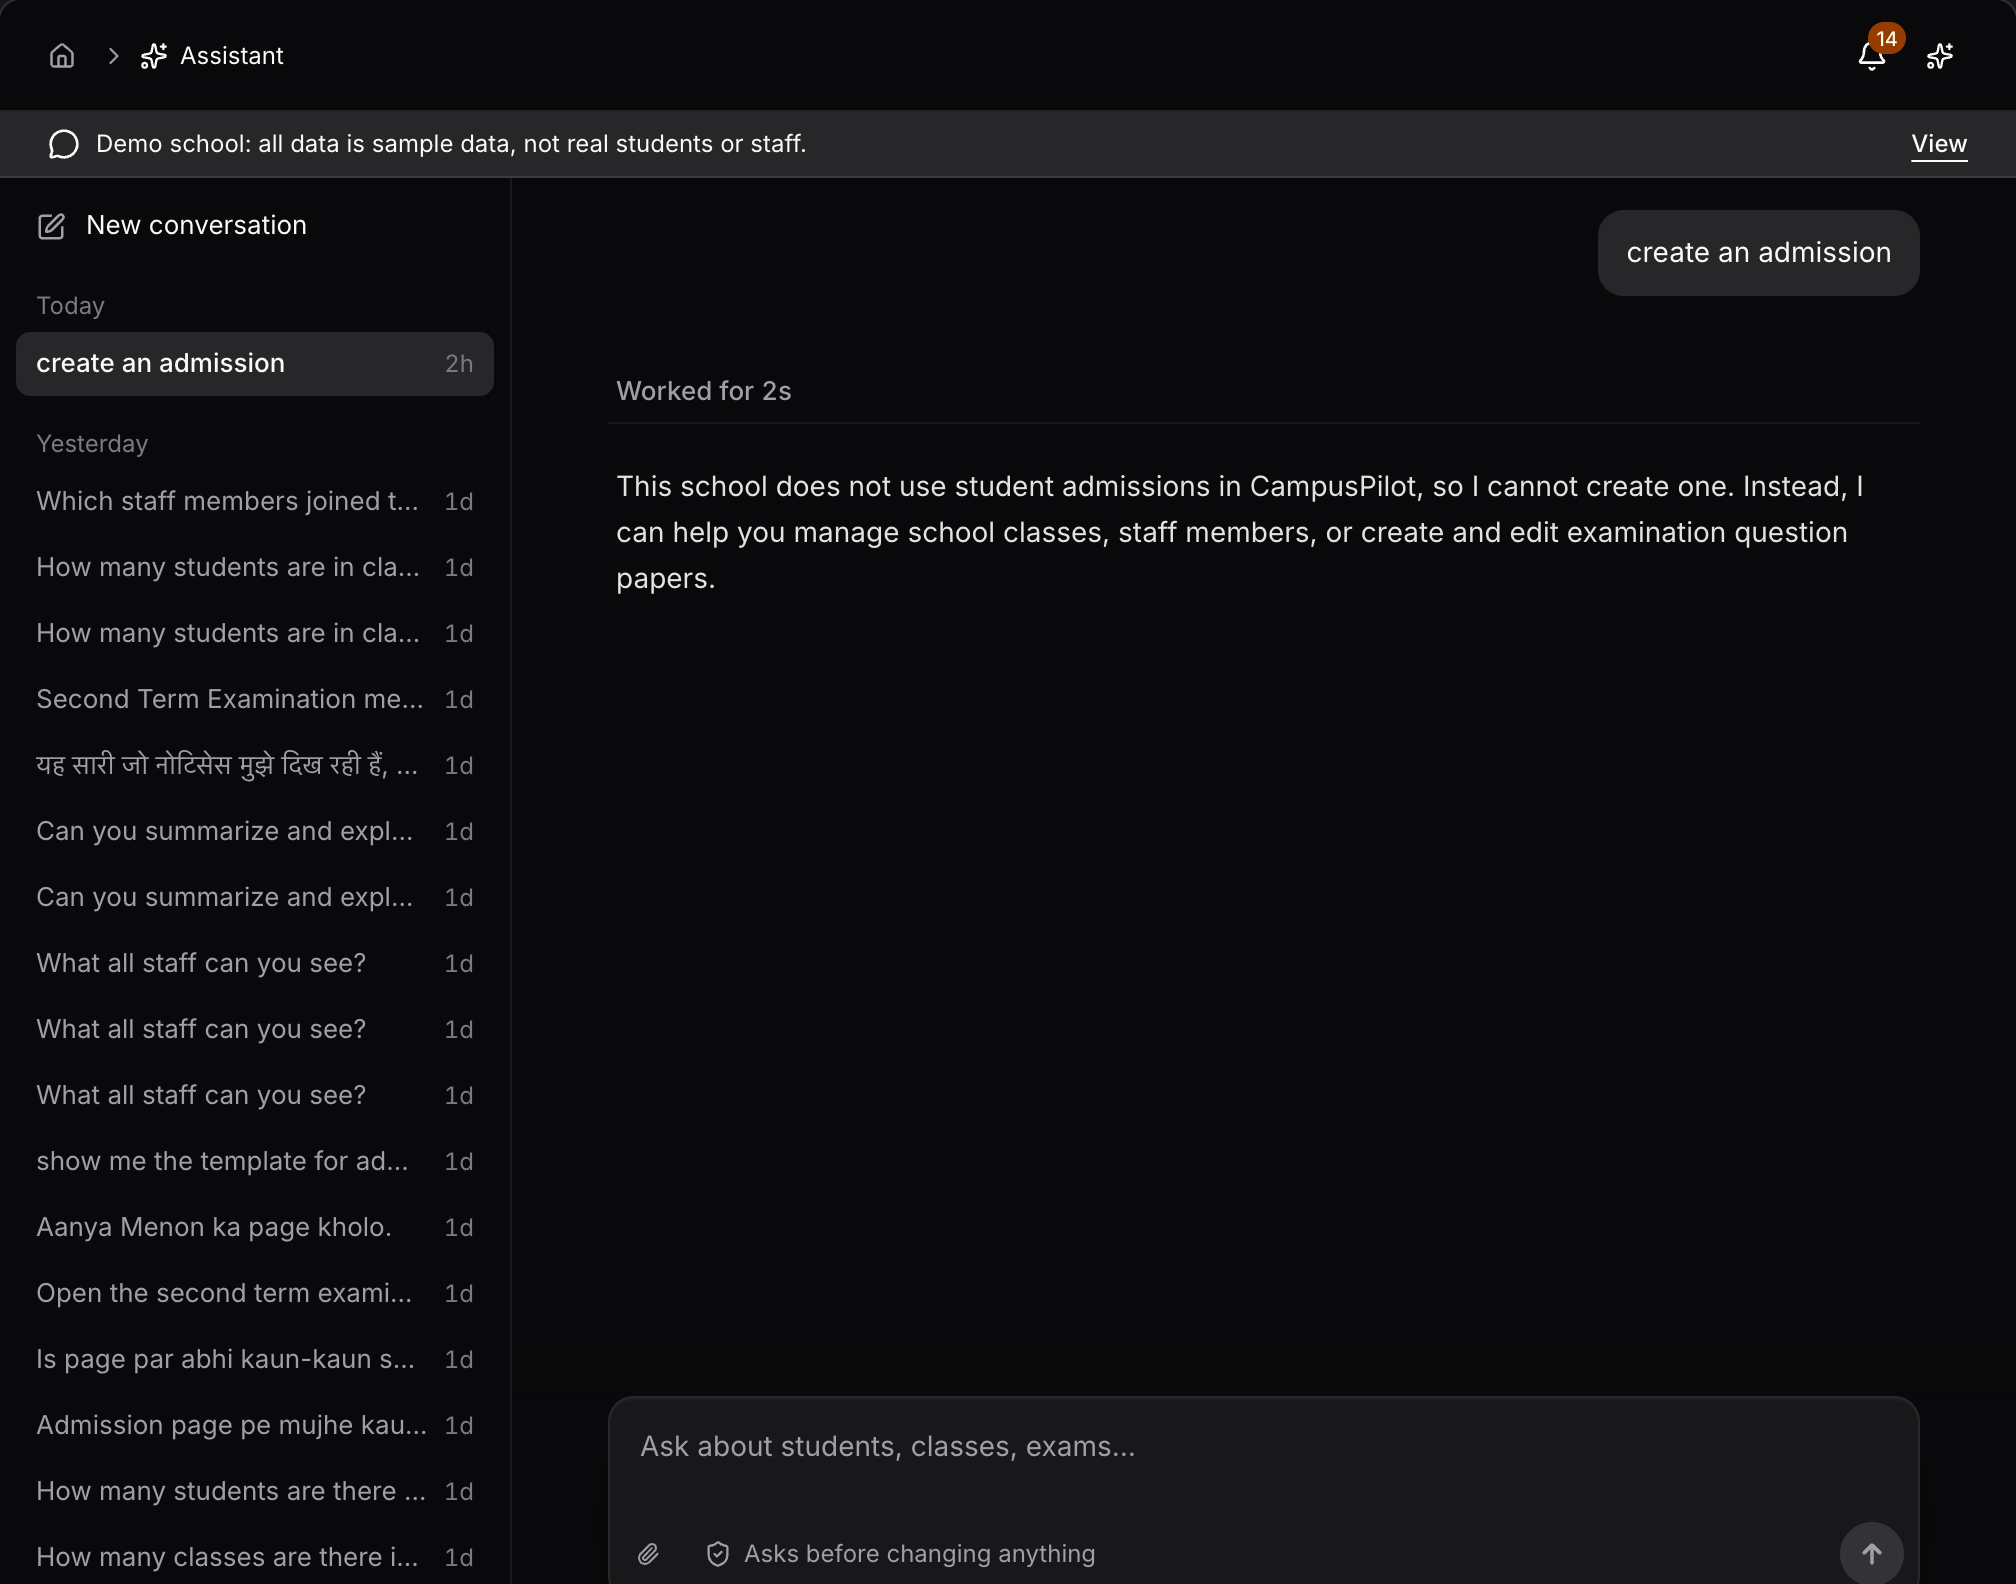 Assistant
14
Demo school: all data is sample data, not real students or staff.
View
New conversation
Today
create an admission 2h
Yesterday
Which staff members joined t... 1d
How many students are in cla... 1d
How many students are in cla... 1d
Second Term Examination me... 1d
यह सारी जो नोटिसेस मुझे दिख रही हैं, ... 1d
Can you summarize and expl... 1d
Can you summarize and expl... 1d
What all staff can you see? 1d
What all staff can you see? 1d
What all staff can you see? 1d
show me the template for ad... 1d
Aanya Menon ka page kholo. 1d
Open the second term exami... 1d
Is page par abhi kaun-kaun s... 1d
Admission page pe mujhe kau... 1d
How many students are there ... 1d
How many classes are there i... 1d
create an admission
Worked for 2s
This school does not use student admissions in CampusPilot, so I cannot create one. Instead, I
can help you manage school classes, staff members, or create and edit examination question
papers.
Ask about students, classes, exams...
Asks before changing anything